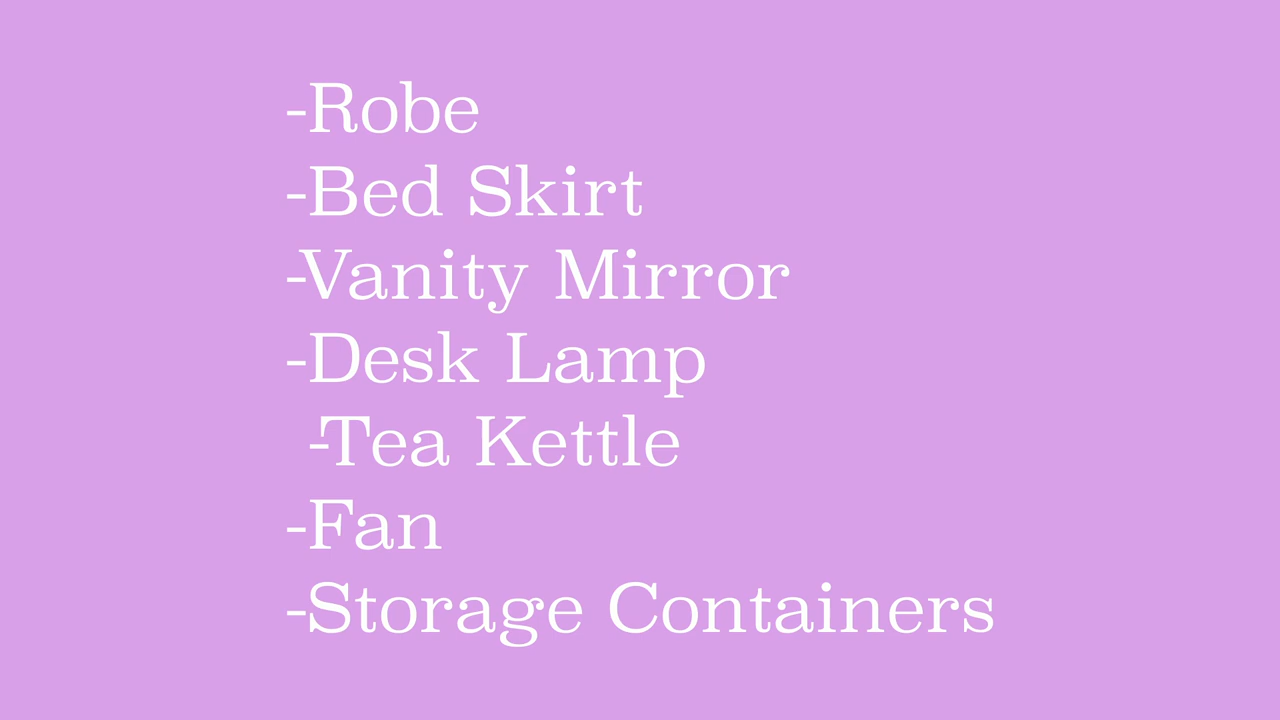 -Robe
-Bed Skirt
-Vanity Mirror
-Desk Lamp
-Tea Kettle
-Fan
-Storage Containers